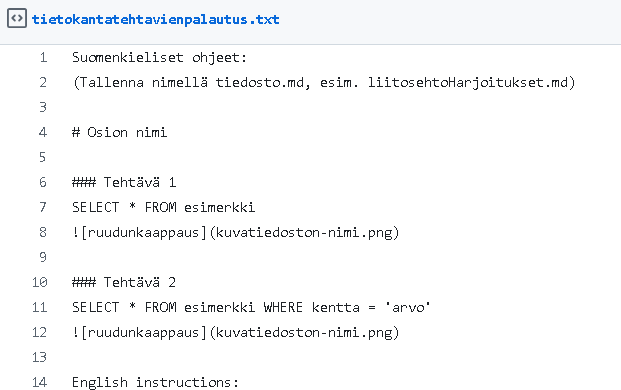 tietokantatehtavienpalautus.txt
1 Suomenkieliset ohjeet:
2 (Tallenna nimellä tiedosto.md, esim. liitosehtoHarjoitukset.md)
3
4 # Osion nimi
5
6 ### Tehtävä 1
7 SELECT * FROM esimerkki
8 ![ruudunkaappaus](kuvatiedoston-nimi.png)
9
10 ### Tehtävä 2
11 SELECT * FROM esimerkki WHERE kentta = 'arvo'
12 ![ruudunkaappaus](kuvatiedoston-nimi.png)
13
14 English instructions: